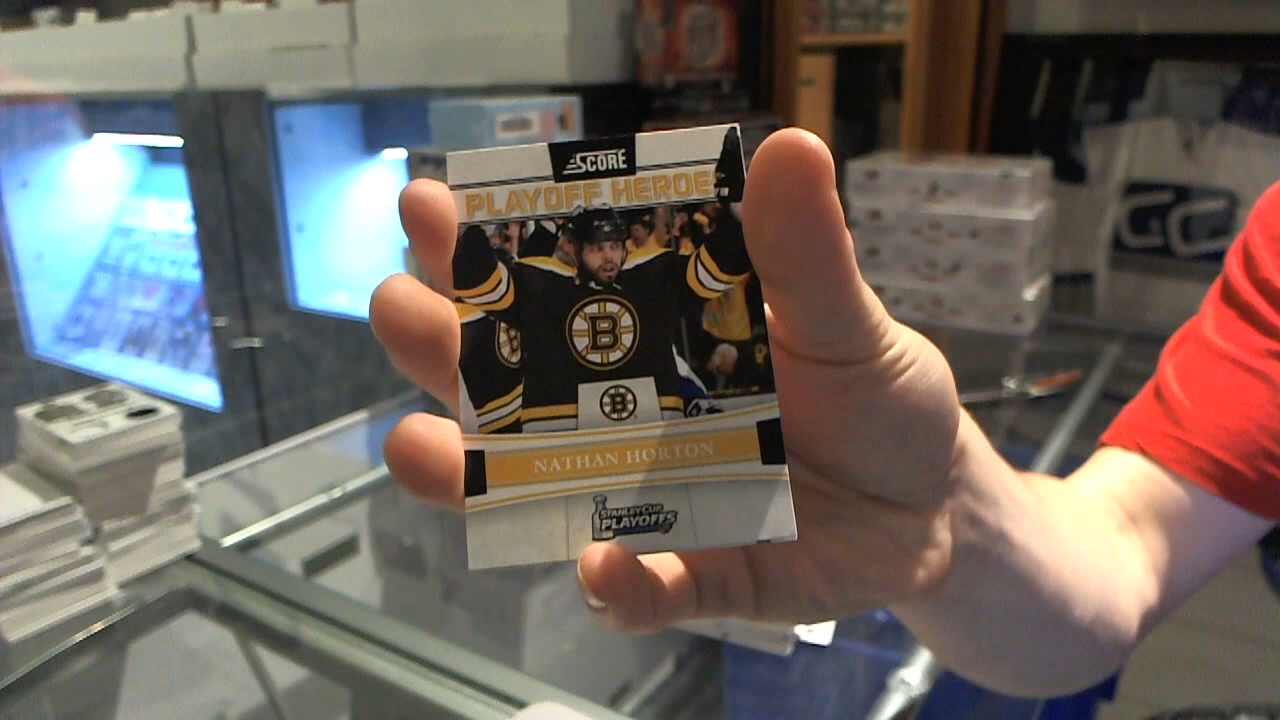 SCORE
PLAYOFF HEROES
B
B
B
NATHAN HORTON
STANLEY CUP
PLAYOFFS